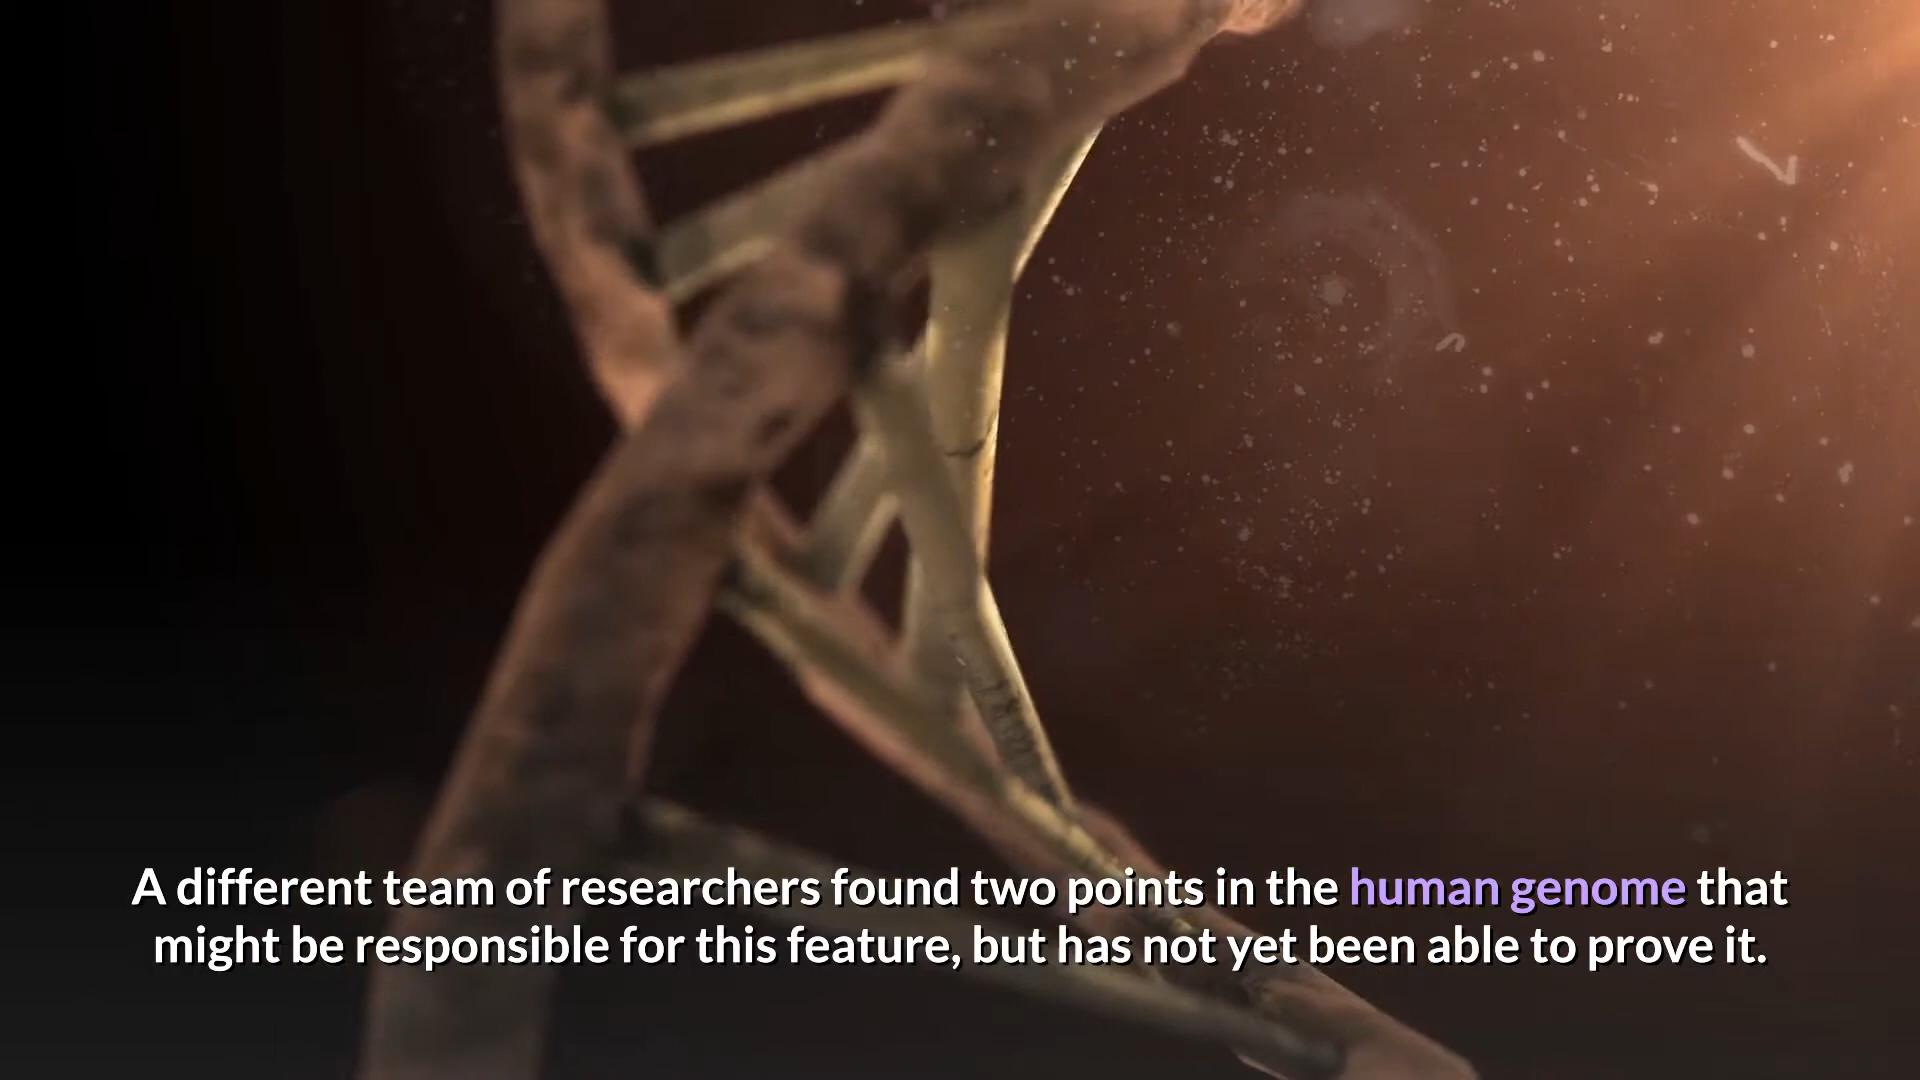 A different team of researchers found two points in the human genome that
might be responsible for this feature, but has not yet been able to prove it.